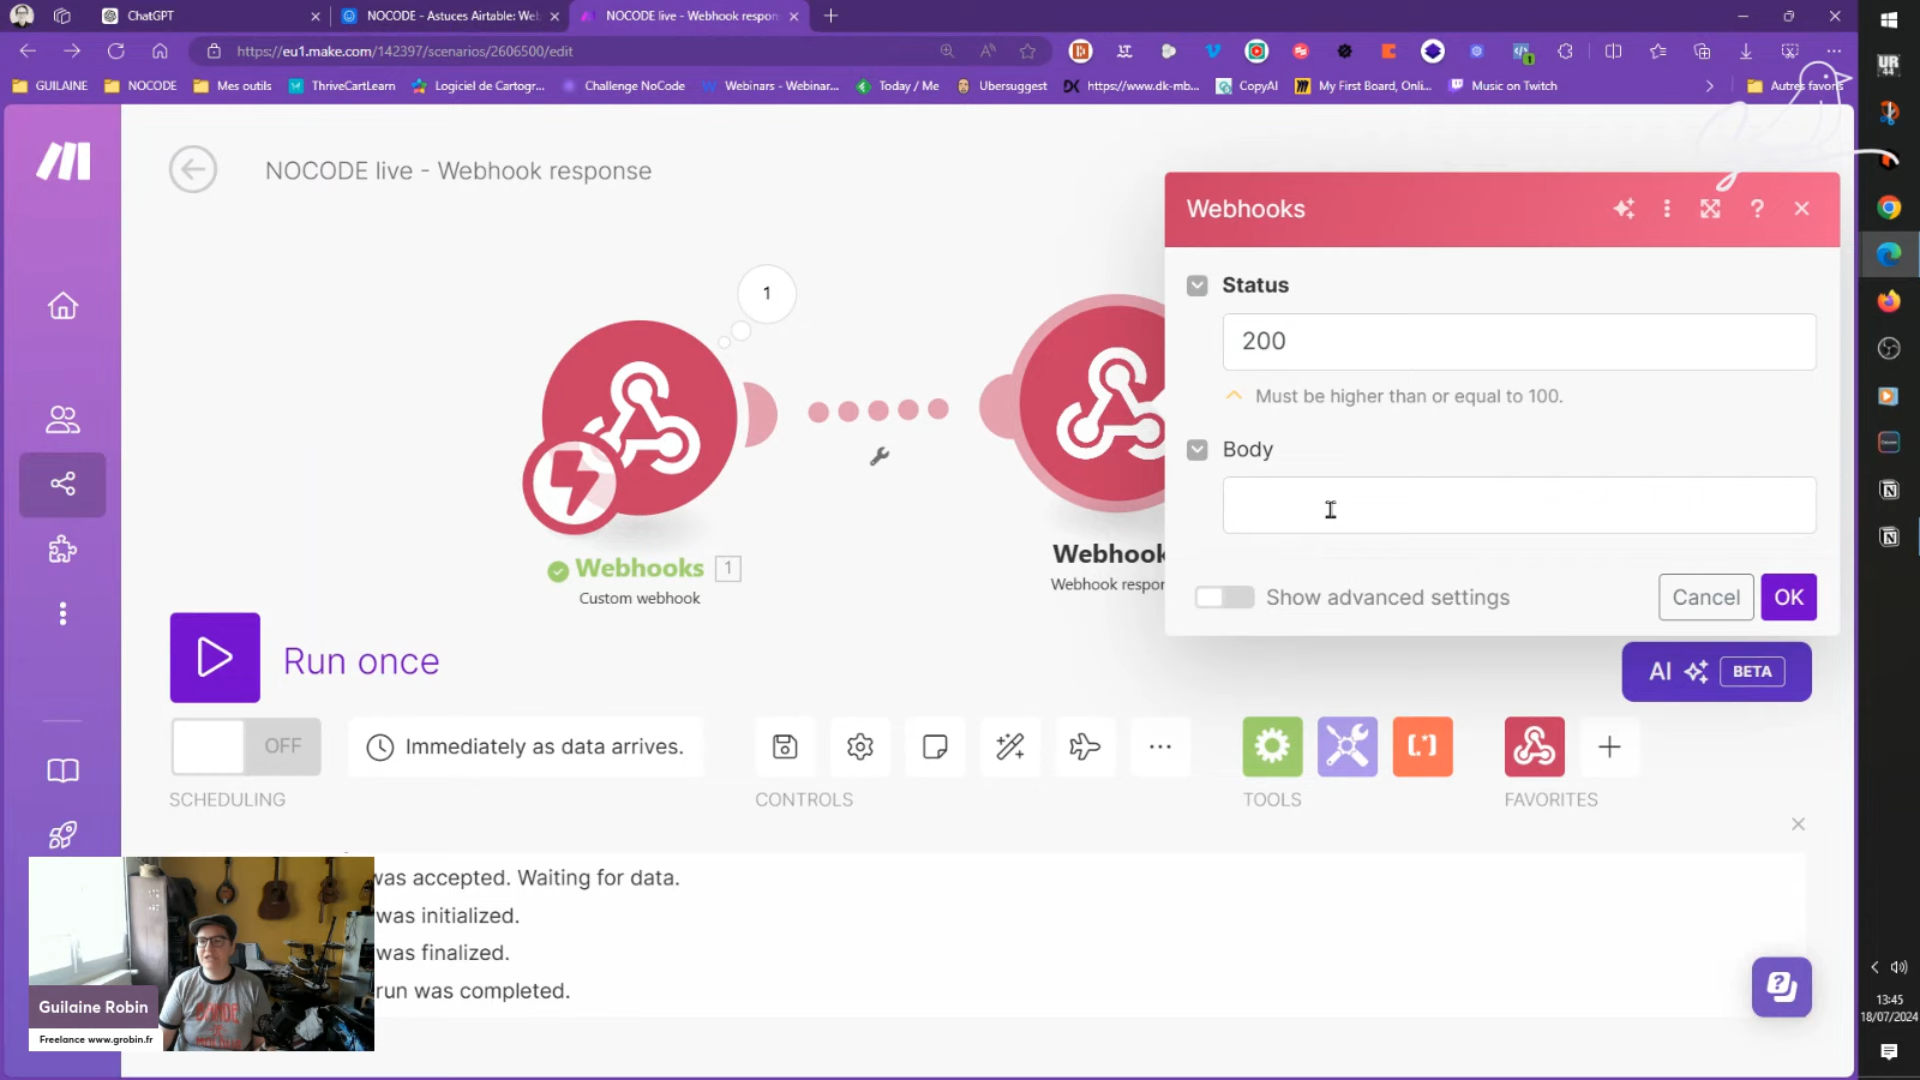 ChatGPT
NOCODE - Astuces Airtable: Wel
NOCODE live - Webhook respon
https://eu1.make.com/142397/scenarios/2606500/edit
GUILAINE
NOCODE
Mes outils
ThriveCartLearn
Logiciel de Cartogr...
Challenge NoCode
Webinars - Webinar...
Today / Me
Ubersuggest
https://www.dk-mb...
CopyAI
My First Board, Onli...
Music on Twitch
Autres favoris
NOCODE live - Webhook response
Webhooks
Status
200
Must be higher than or equal to 100.
Body
Show advanced settings
Cancel
OK
1
Webhooks 1
Custom webhook
Webhook
Webhook respor
Run once
AI BETA
OFF
Immediately as data arrives.
SCHEDULING
CONTROLS
TOOLS
FAVORITES
was accepted. Waiting for data.
was initialized.
was finalized.
run was completed.
Guilaine Robin
Freelance www.grobin.fr
13:45
18/07/2024